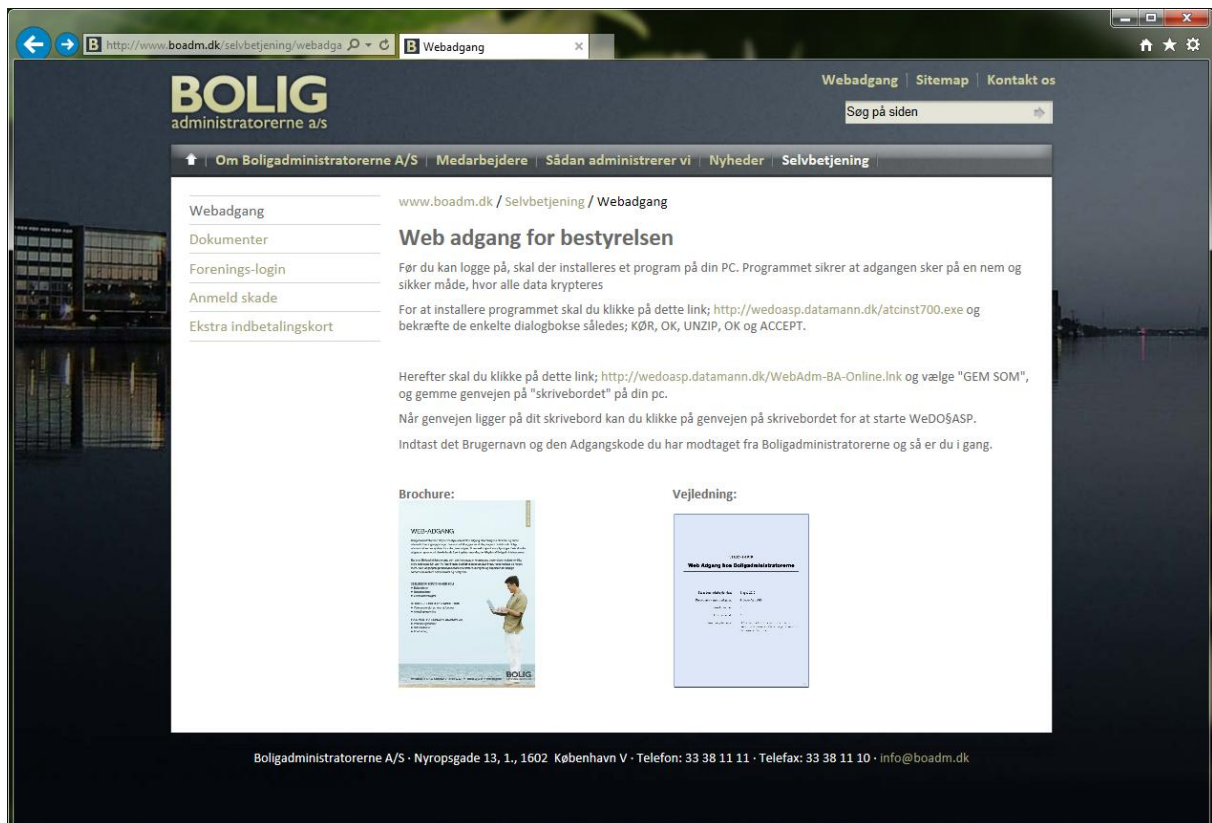 http://www.boadm.dk/selvbetjening/webadga
Webadgang
BOLIG
administratorerne a/s
Webadgang | Sitemap | Kontakt os
Søg på siden
Om Boligadministratorerne A/S | Medarbejdere | Sådan administrerer vi | Nyheder | Selvbetjening
Webadgang
Dokumenter
Forenings-login
Anmeld skade
Ekstra indbetalingskort
www.boadm.dk / Selvbetjening / Webadgang
Web adgang for bestyrelsen
Før du kan logge på, skal der installeres et program på din PC. Programmet sikrer at adgangen sker på en nem og
sikker måde, hvor alle data krypteres
For at installere programmet skal du klikke på dette link; http://wedoasp.datamann.dk/atcinst700.exe og
bekræfte de enkelte dialogbokse således; KØR, OK, UNZIP, OK og ACCEPT.
Herefter skal du klikke på dette link; http://wedoasp.datamann.dk/WebAdm-BA-Online.lnk og vælge "GEM SOM",
og gemme genvejen på "skrivebordet" på din pc.
Når genvejen ligger på dit skrivebord kan du klikke på genvejen på skrivebordet for at starte WeDO§ASP.
Indtast det Brugernavn og den Adgangskode du har modtaget fra Boligadministratorerne og så er du i gang.
Brochure:
WEB-ADGANG
BOLIG
Vejledning:
Web Adgang hos Boligadministratorerne
Boligadministratorerne A/S · Nyropsgade 13, 1., 1602 København V · Telefon: 33 38 11 11 · Telefax: 33 38 11 10 · info@boadm.dk